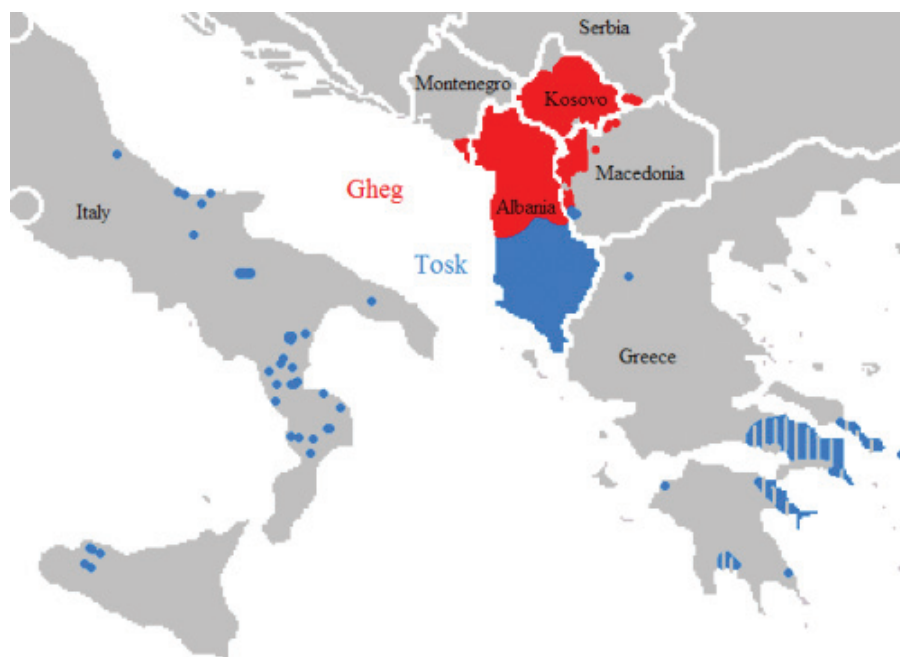 Serbia
Montenegro
Kosovo
Macedonia
Gheg
Albania
Italy
Tosk
Greece